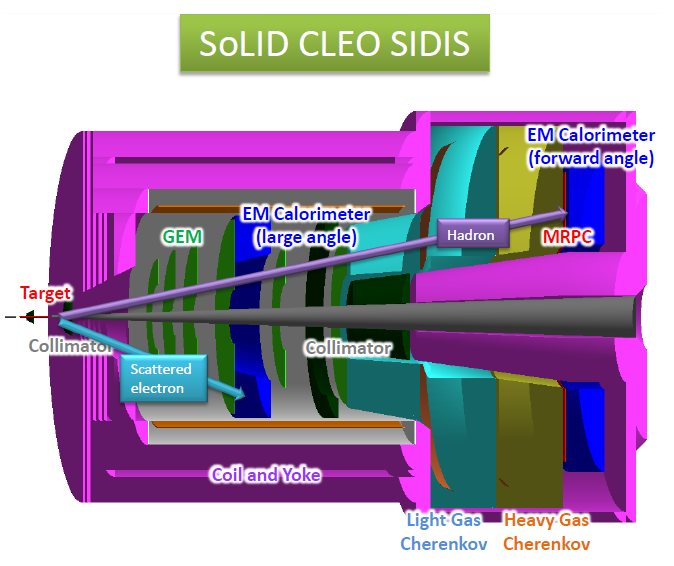 SoLID CLEO SIDIS
EM Calorimeter
(forward angle)
EM Calorimeter
(large angle)
GEM
Hadron
MRPC
Target
Collimator
Collimator
Scattered
electron
Coil and Yoke
Light Gas
Cherenkov
Heavy Gas
Cherenkov